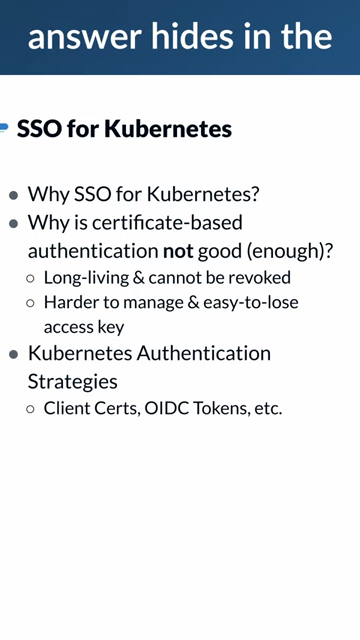 answer hides in the
SSO for Kubernetes
● Why SSO for Kubernetes?
● Why is certificate-based
authentication not good (enough)?
○ Long-living & cannot be revoked
○ Harder to manage & easy-to-lose
access key
● Kubernetes Authentication
Strategies
○ Client Certs, OIDC Tokens, etc.